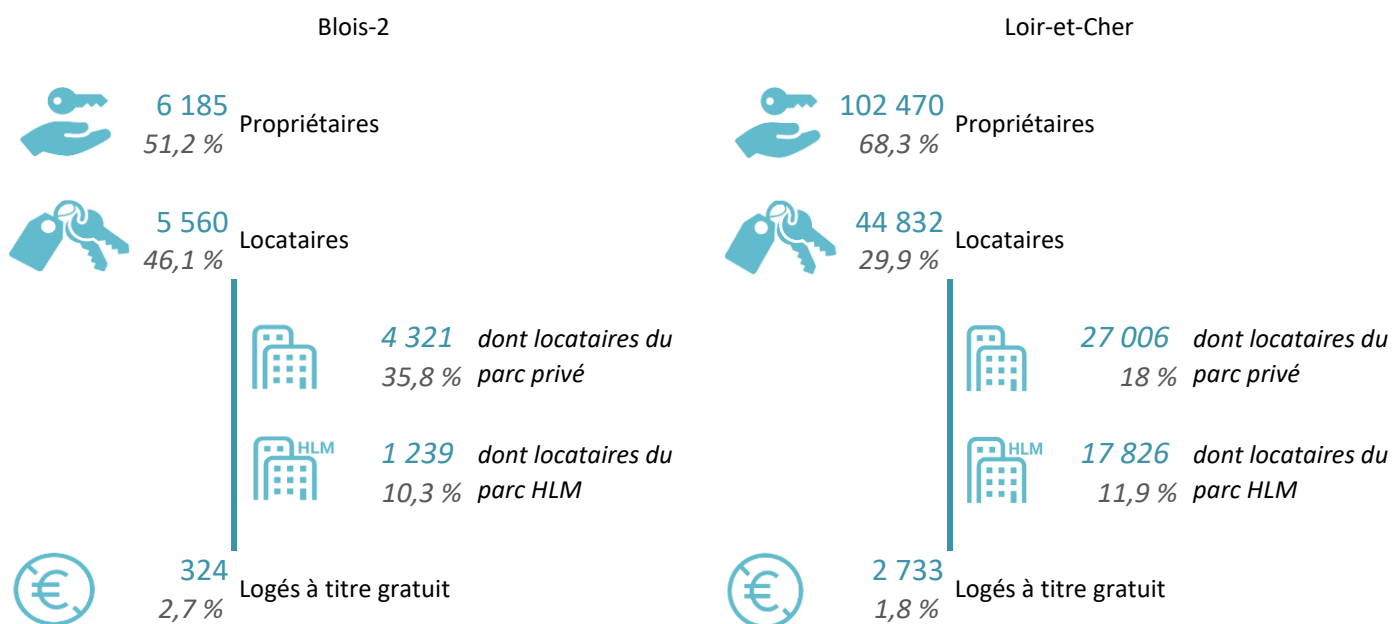 Blois-2
6 185
51,2 %
Propriétaires
5 560
46,1 %
Locataires
4 321
35,8 %
dont locataires du
parc privé
HLM
1 239
10,3 %
dont locataires du
parc HLM
€
324
2,7 %
Logés à titre gratuit
Loir-et-Cher
102 470
68,3 %
Propriétaires
44 832
29,9 %
Locataires
27 006
18 %
dont locataires du
parc privé
HLM
17 826
11,9 %
dont locataires du
parc HLM
€
2 733
1,8 %
Logés à titre gratuit